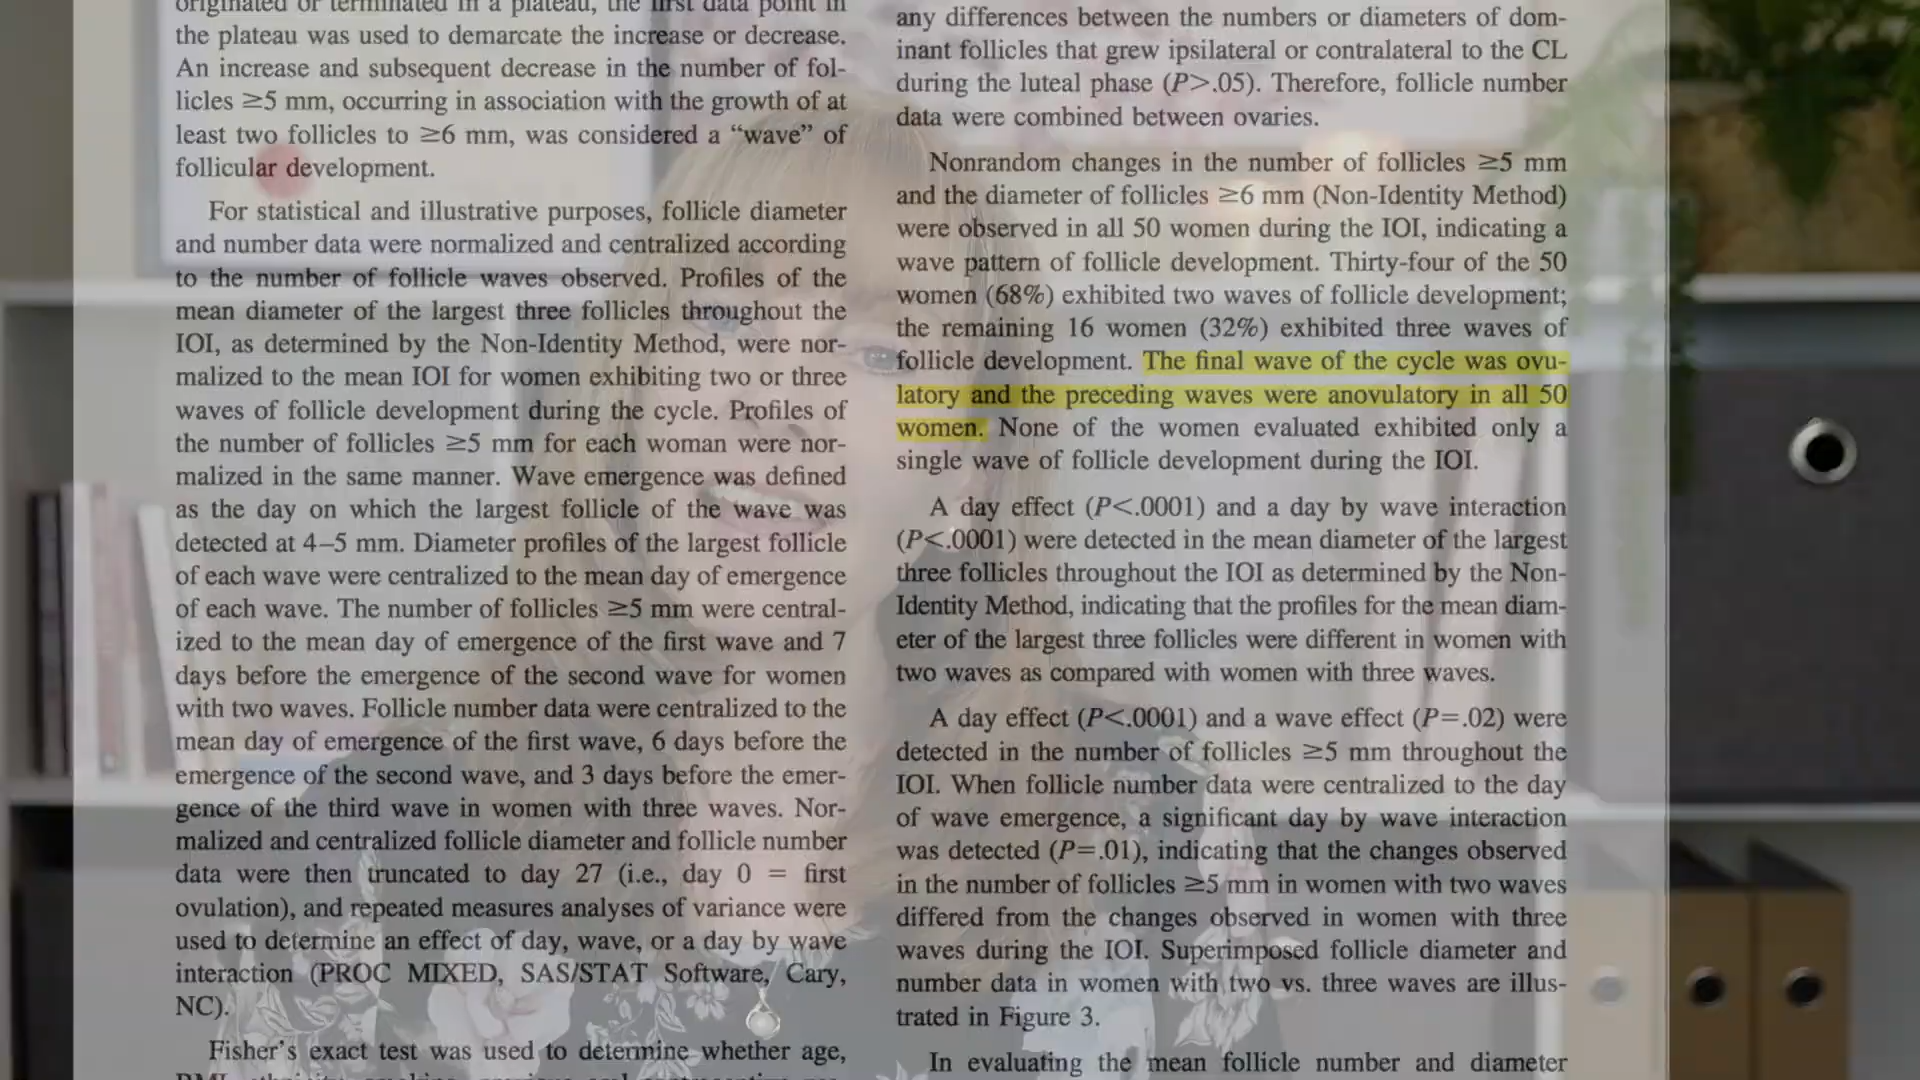 originated or terminated in a plateau, the first data point in
the plateau was used to demarcate the increase or decrease.
An increase and subsequent decrease in the number of fol-
licles ≥5 mm, occurring in association with the growth of at
least two follicles to ≥6 mm, was considered a “wave” of
follicular development.
For statistical and illustrative purposes, follicle diameter
and number data were normalized and centralized according
to the number of follicle waves observed. Profiles of the
mean diameter of the largest three follicles throughout the
IOI, as determined by the Non-Identity Method, were nor-
malized to the mean IOI for women exhibiting two or three
waves of follicle development during the cycle. Profiles of
the number of follicles ≥5 mm for each woman were nor-
malized in the same manner. Wave emergence was defined
as the day on which the largest follicle of the wave was
detected at 4–5 mm. Diameter profiles of the largest follicle
of each wave were centralized to the mean day of emergence
of each wave. The number of follicles ≥5 mm were central-
ized to the mean day of emergence of the first wave and 7
days before the emergence of the second wave for women
with two waves. Follicle number data were centralized to the
mean day of emergence of the first wave, 6 days before the
emergence of the second wave, and 3 days before the emer-
gence of the third wave in women with three waves. Nor-
malized and centralized follicle diameter and follicle number
data were then truncated to day 27 (i.e., day 0 = first
ovulation), and repeated measures analyses of variance were
used to determine an effect of day, wave, or a day by wave
interaction (PROC MIXED, SAS/STAT Software, Cary,
NC).
Fisher’s exact test was used to determine whether age,
any differences between the numbers or diameters of dom-
inant follicles that grew ipsilateral or contralateral to the CL
during the luteal phase (P>.05). Therefore, follicle number
data were combined between ovaries.
Nonrandom changes in the number of follicles ≥5 mm
and the diameter of follicles ≥6 mm (Non-Identity Method)
were observed in all 50 women during the IOI, indicating a
wave pattern of follicle development. Thirty-four of the 50
women (68%) exhibited two waves of follicle development;
the remaining 16 women (32%) exhibited three waves of
follicle development. The final wave of the cycle was ovu-
latory and the preceding waves were anovulatory in all 50
women. None of the women evaluated exhibited only a
single wave of follicle development during the IOI.
A day effect (P<.0001) and a day by wave interaction
(P<.0001) were detected in the mean diameter of the largest
three follicles throughout the IOI as determined by the Non-
Identity Method, indicating that the profiles for the mean diam-
eter of the largest three follicles were different in women with
two waves as compared with women with three waves.
A day effect (P<.0001) and a wave effect (P=.02) were
detected in the number of follicles ≥5 mm throughout the
IOI. When follicle number data were centralized to the day
of wave emergence, a significant day by wave interaction
was detected (P=.01), indicating that the changes observed
in the number of follicles ≥5 mm in women with two waves
differed from the changes observed in women with three
waves during the IOI. Superimposed follicle diameter and
number data in women with two vs. three waves are illus-
trated in Figure 3.
In evaluating the mean follicle number and diameter